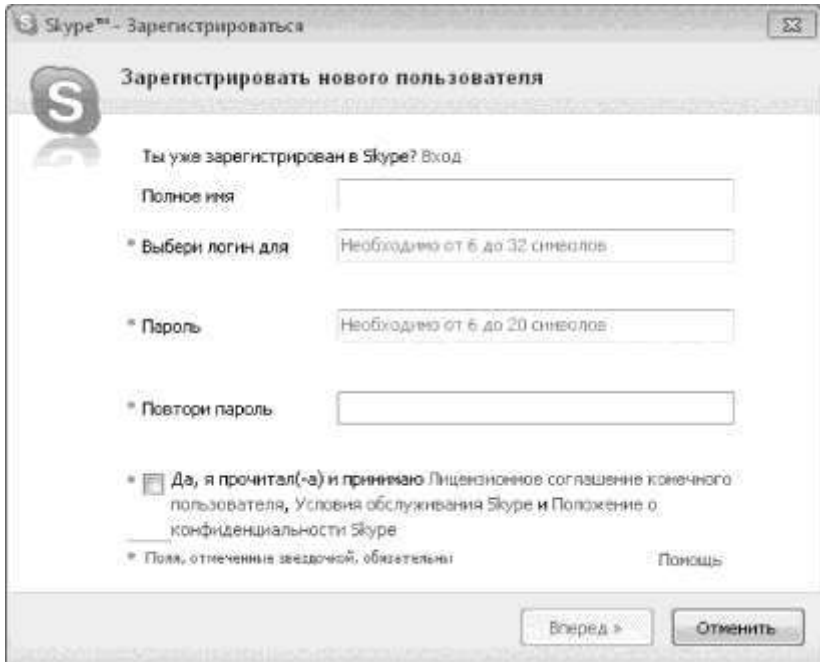 Skype™ - Зарегистрироваться
Зарегистрировать нового пользователя
Ты уже зарегистрирован в Skype? Вход
Полное имя
* Выбери логин для
Необходимо от 6 до 32 символов
* Пароль
Необходимо от 6 до 20 символов
* Повтори пароль
* Да, я прочитал(-а) и принимаю Лицензионное соглашение конечного
пользователя, Условия обслуживания Skype и Положение о
конфиденциальности Skype
* Поля, отмеченные звездочкой, обязательны
Помощь
Вперед »
Отменить